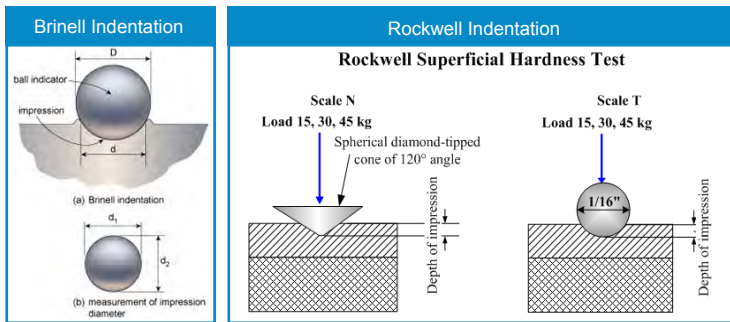 Brinell Indentation
D
ball indicator
impression
d
(a) Brinell indentation
d1
d2
(b) measurement of impression
diameter
Rockwell Indentation
Rockwell Superficial Hardness Test
Scale N
Load 15, 30, 45 kg
Spherical diamond-tipped
cone of 120° angle
Depth of impression
Scale T
Load 15, 30, 45 kg
1/16"
Depth of impression